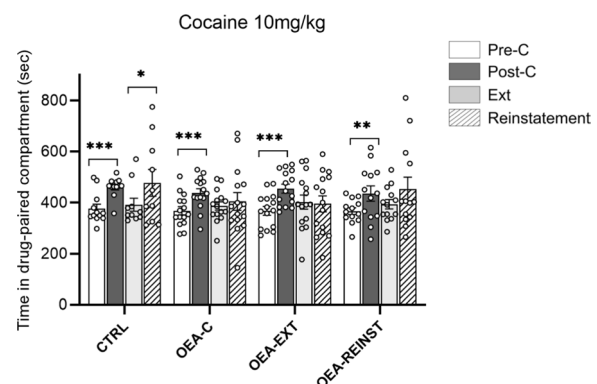 Cocaine 10mg/kg
Pre-C
Post-C
Ext
Reinstatement
Time in drug-paired compartment (sec)
800
600
400
200
0
***
*
***
***
**
CTRL
OEA-C
OEA-EXT
OEA-REINST